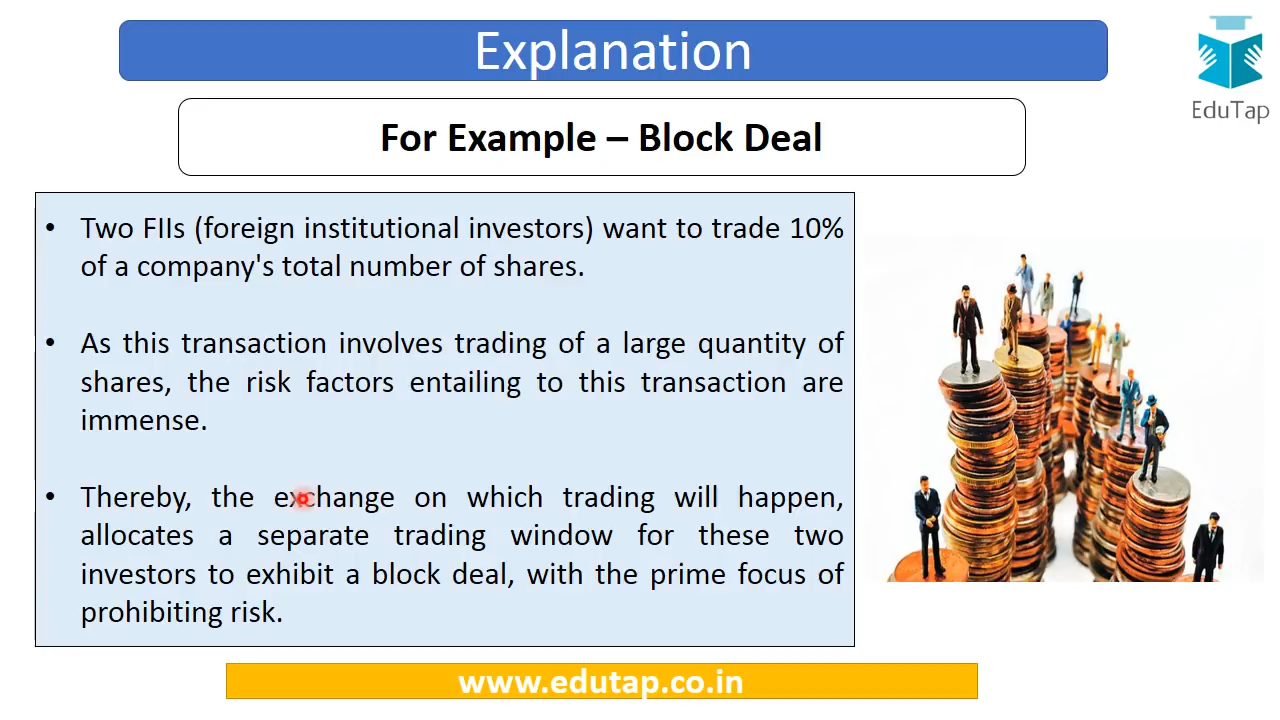 Explanation
EduTap
For Example – Block Deal
• Two FIIs (foreign institutional investors) want to trade 10%
of a company's total number of shares.
• As this transaction involves trading of a large quantity of
shares, the risk factors entailing to this transaction are
immense.
• Thereby, the exchange on which trading will happen,
allocates a separate trading window for these two
investors to exhibit a block deal, with the prime focus of
prohibiting risk.
www.edutap.co.in